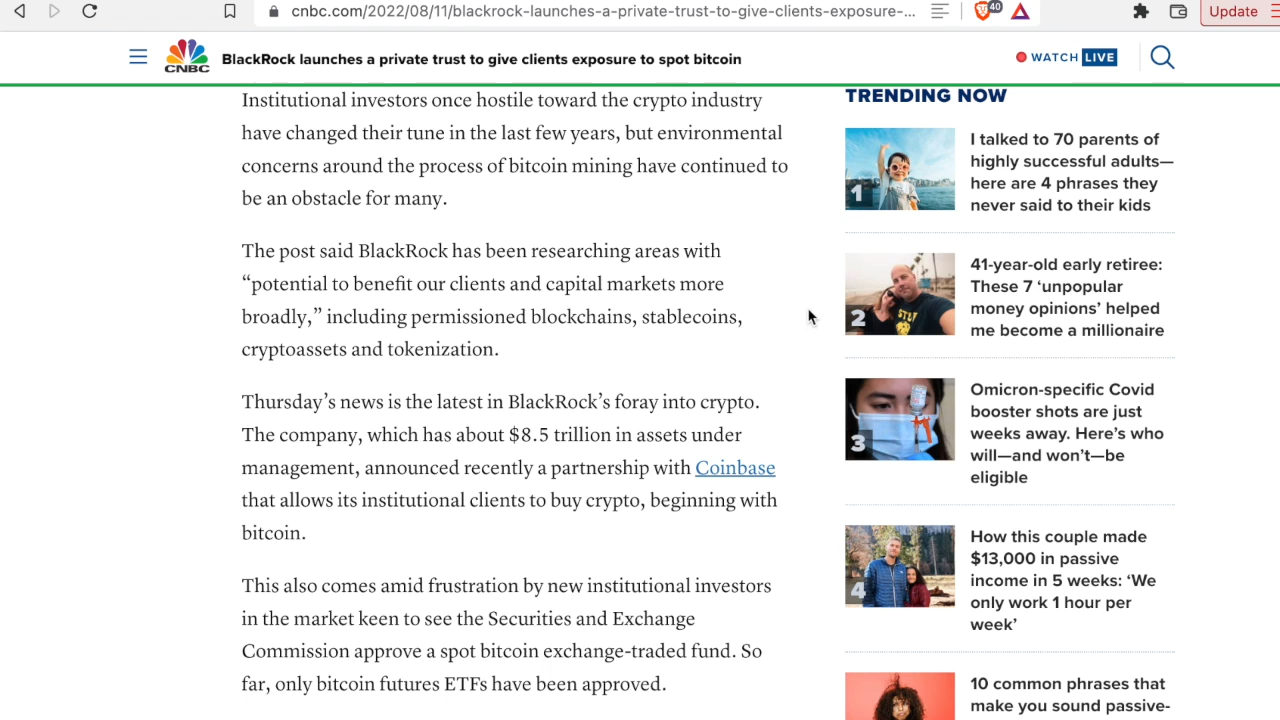 cnbc.com/2022/08/11/blackrock-launches-a-private-trust-to-give-clients-exposure-...
40
Update
CNBC
BlackRock launches a private trust to give clients exposure to spot bitcoin
WATCH LIVE
Institutional investors once hostile toward the crypto industry
have changed their tune in the last few years, but environmental
concerns around the process of bitcoin mining have continued to
be an obstacle for many.
The post said BlackRock has been researching areas with
“potential to benefit our clients and capital markets more
broadly,” including permissioned blockchains, stablecoins,
cryptoassets and tokenization.
Thursday’s news is the latest in BlackRock’s foray into crypto.
The company, which has about $8.5 trillion in assets under
management, announced recently a partnership with Coinbase
that allows its institutional clients to buy crypto, beginning with
bitcoin.
This also comes amid frustration by new institutional investors
in the market keen to see the Securities and Exchange
Commission approve a spot bitcoin exchange-traded fund. So
far, only bitcoin futures ETFs have been approved.
TRENDING NOW
1
I talked to 70 parents of
highly successful adults—
here are 4 phrases they
never said to their kids
2
41-year-old early retiree:
These 7 ‘unpopular
money opinions’ helped
me become a millionaire
3
Omicron-specific Covid
booster shots are just
weeks away. Here’s who
will—and won’t—be
eligible
4
How this couple made
$13,000 in passive
income in 5 weeks: ‘We
only work 1 hour per
week’
10 common phrases that
make you sound passive-